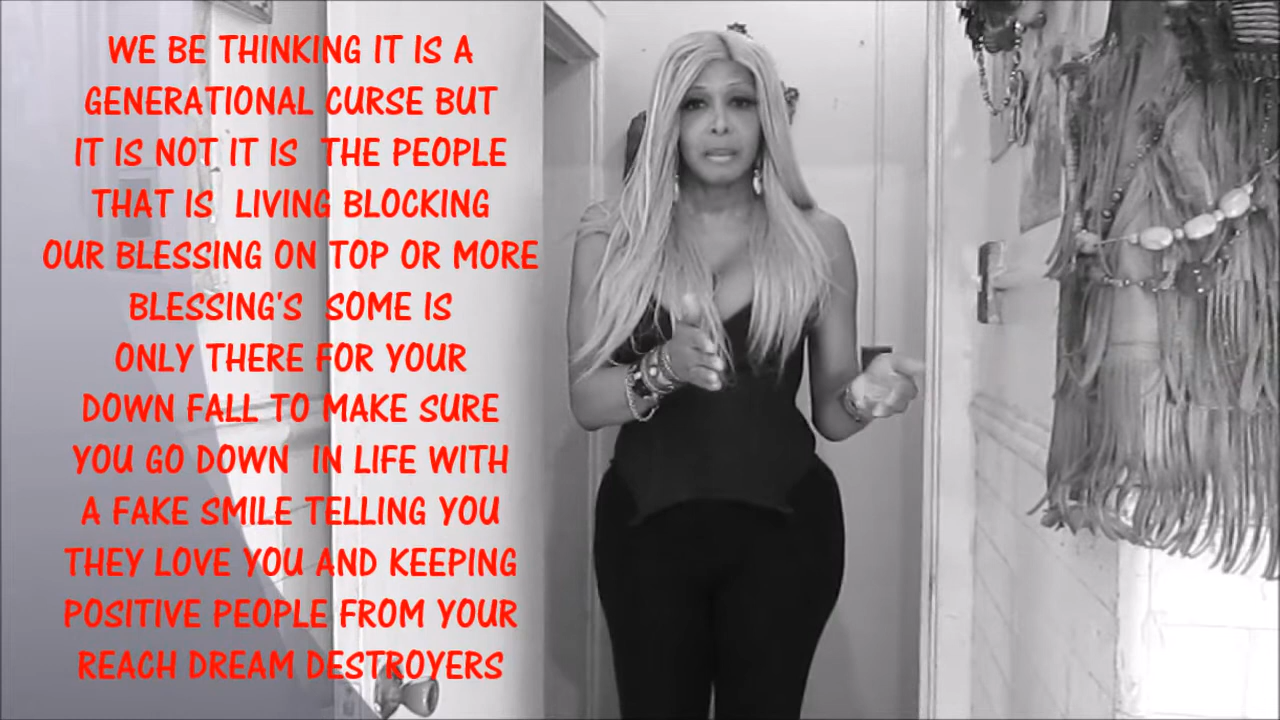 WE BE THINKING IT IS A
GENERATIONAL CURSE BUT
IT IS NOT IT IS THE PEOPLE
THAT IS LIVING BLOCKING
OUR BLESSING ON TOP OR MORE
BLESSING'S SOME IS
ONLY THERE FOR YOUR
DOWN FALL TO MAKE SURE
YOU GO DOWN IN LIFE WITH
A FAKE SMILE TELLING YOU
THEY LOVE YOU AND KEEPING
POSITIVE PEOPLE FROM YOUR
REACH DREAM DESTROYERS